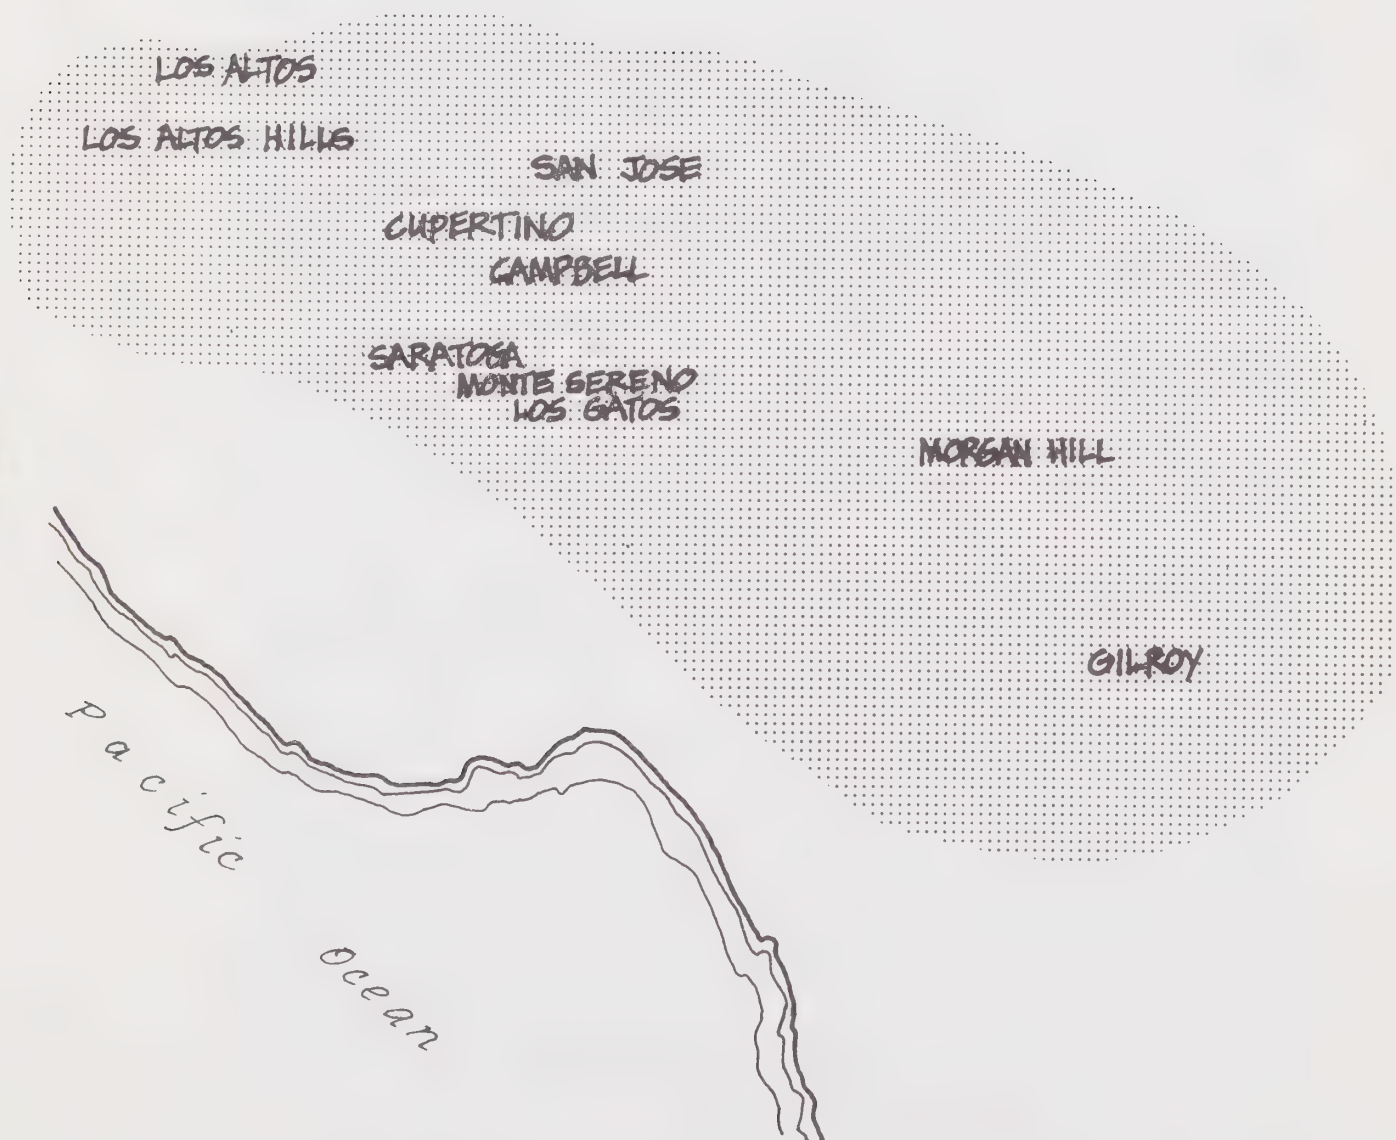 LOS ALTOS
LOS ALTOS HILLS
SAN JOSE
CUPERTINO
CAMPBELL
SARATOGA
MONTE SERENO
LOS GATOS
MORGAN HILL
GILROY
Pacific
ocean